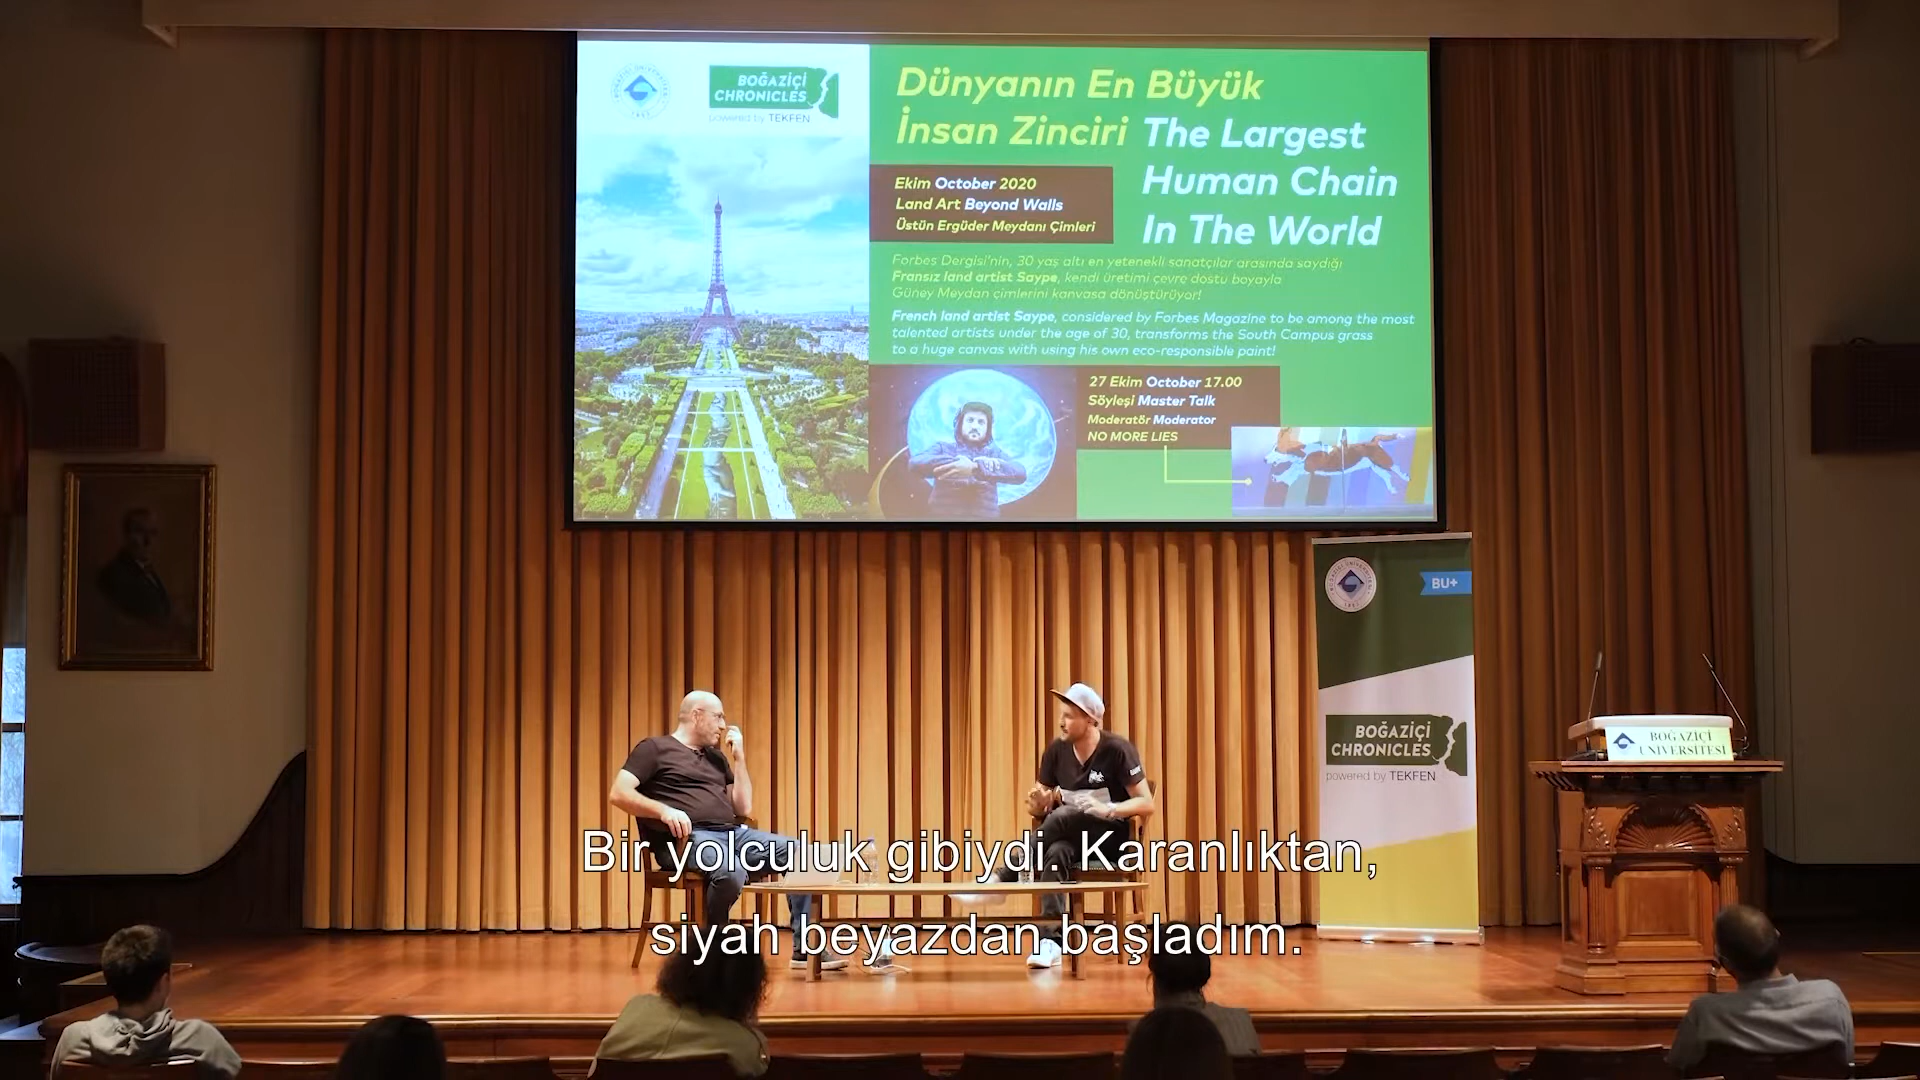 BOĞAZİÇİ
CHRONICLES
powered by TEKFEN
Dünyanın En Büyük
İnsan Zinciri The Largest
Human Chain
In The World
Ekim October 2020
Land Art Beyond Walls
Üstün Ergüder Meydanı Çimleri
Forbes Dergisi'nin, 30 yaş altı en yetenekli sanatçılar arasında saydığı
Fransız land artist Saype, kendi üretimi çevre dostu boyayla
Güney Meydan çimlerini kanvasa dönüştürüyor!
French land artist Saype, considered by Forbes Magazine to be among the most
talented artists under the age of 30, transforms the South Campus grass
to a huge canvas with using his own eco-responsible paint!
27 Ekim October 17.00
Söyleşi Master Talk
Moderatör Moderator
NO MORE LIES
BU+
BOĞAZİÇİ
CHRONICLES
powered by TEKFEN
BOĞAZİÇİ
ÜNİVERSİTESİ
Bir yolculuk gibiydi. Karanlıktan,
siyah beyazdan başladım.